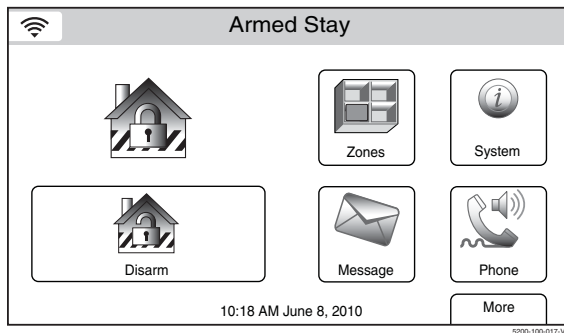 Armed Stay
Zones
System
Disarm
Message
Phone
10:18 AM June 8, 2010
More